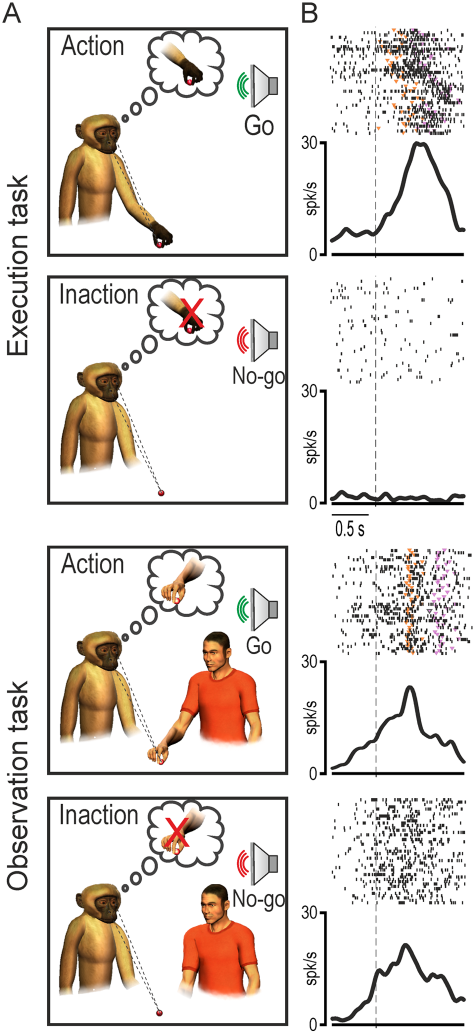 A
B
Execution task
Action
Go
30
spk/s
0
Inaction
No-go
30
spk/s
0
0.5 s
Observation task
Action
Go
30
spk/s
0
Inaction
No-go
30
spk/s
0